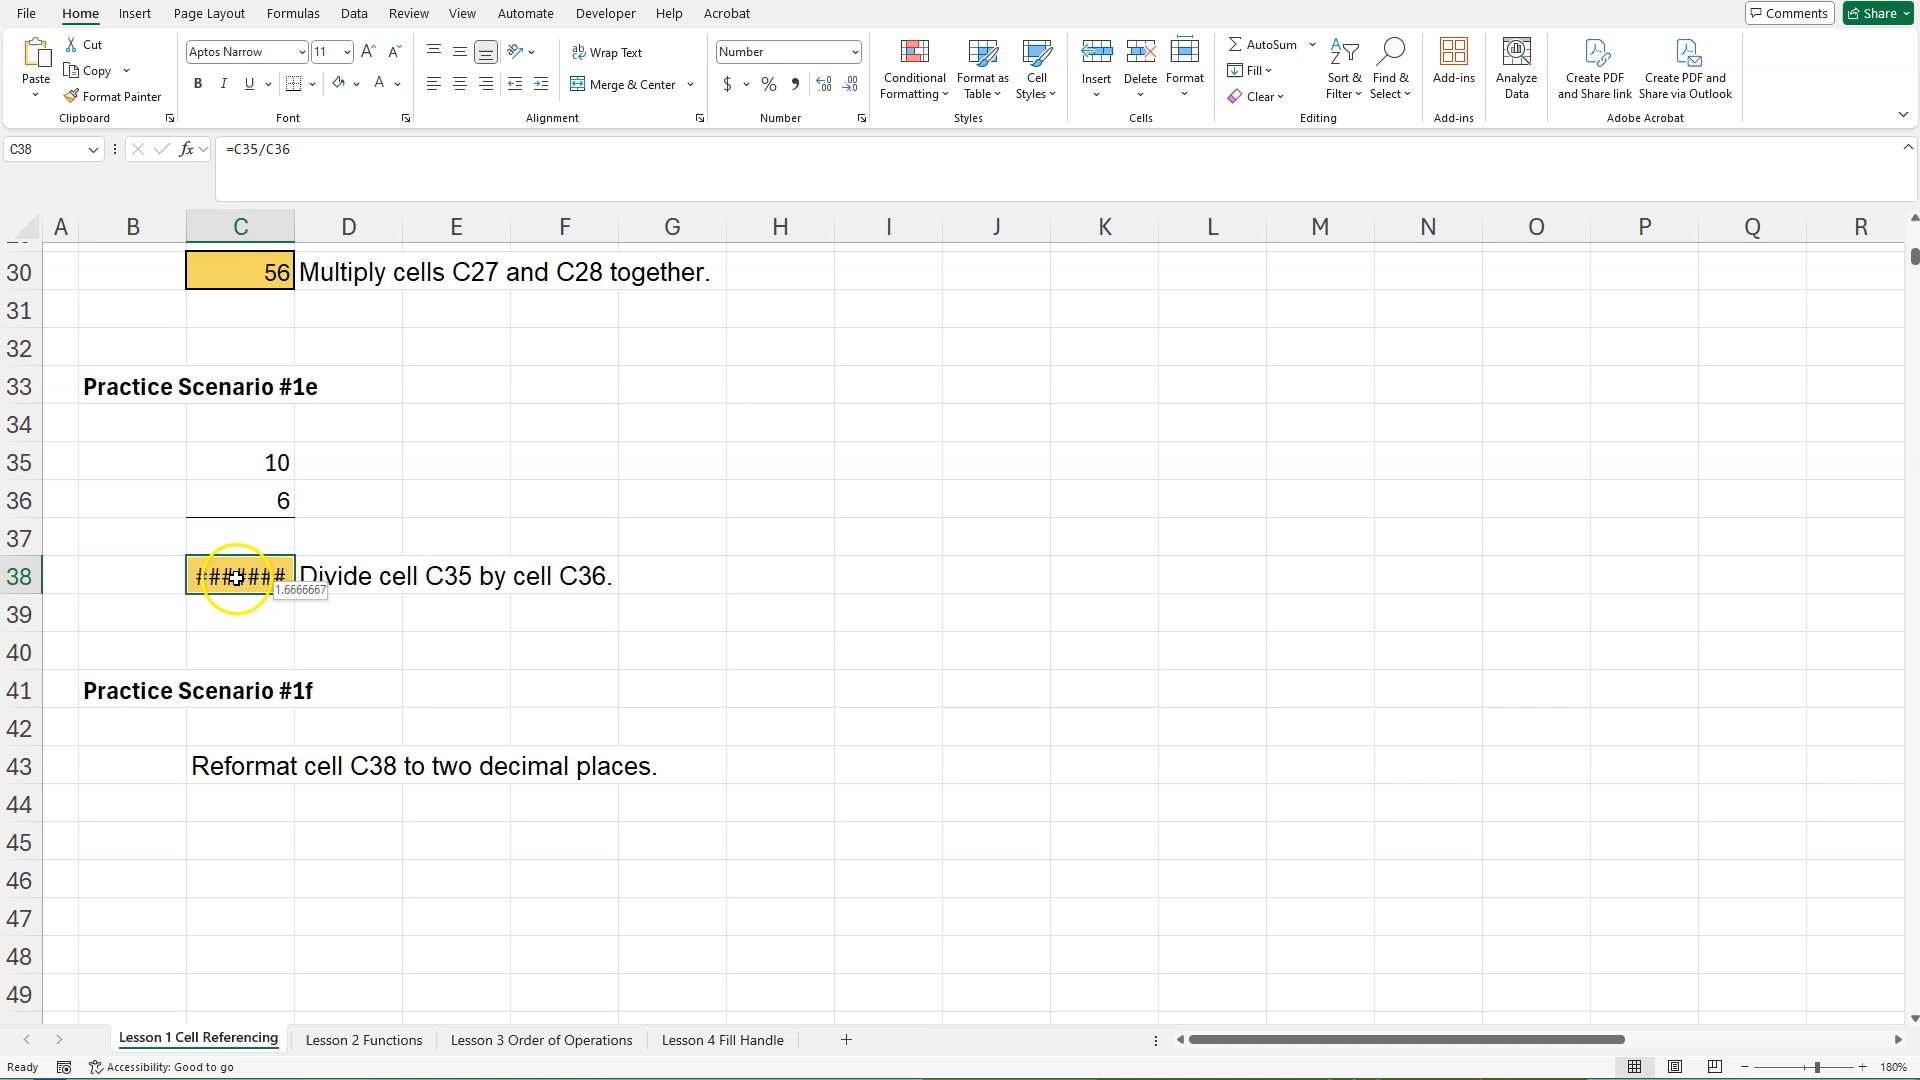 File Home Insert Page Layout Formulas Data Review View Automate Developer Help Acrobat Comments Share
Paste Cut Copy Format Painter Clipboard
Aptos Narrow 11 B I U A Font
Wrap Text Merge & Center Alignment
Number $ % Number
Conditional Formatting Format as Table Cell Styles Styles
Insert Delete Format Cells
AutoSum Fill Clear Sort & Filter Find & Select Editing
Add-ins Add-ins
Analyze Data
Create PDF and Share link Create PDF and Share via Outlook Adobe Acrobat
C38 fx =C35/C36
A B C D E F G H I J K L M N O P Q R
30 56 Multiply cells C27 and C28 together.
31
32
33 Practice Scenario #1e
34
35 10
36 6
37
38 ####### Divide cell C35 by cell C36.
1.6666667
39
40
41 Practice Scenario #1f
42
43 Reformat cell C38 to two decimal places.
44
45
46
47
48
49
Lesson 1 Cell Referencing Lesson 2 Functions Lesson 3 Order of Operations Lesson 4 Fill Handle
Ready Accessibility: Good to go 180%